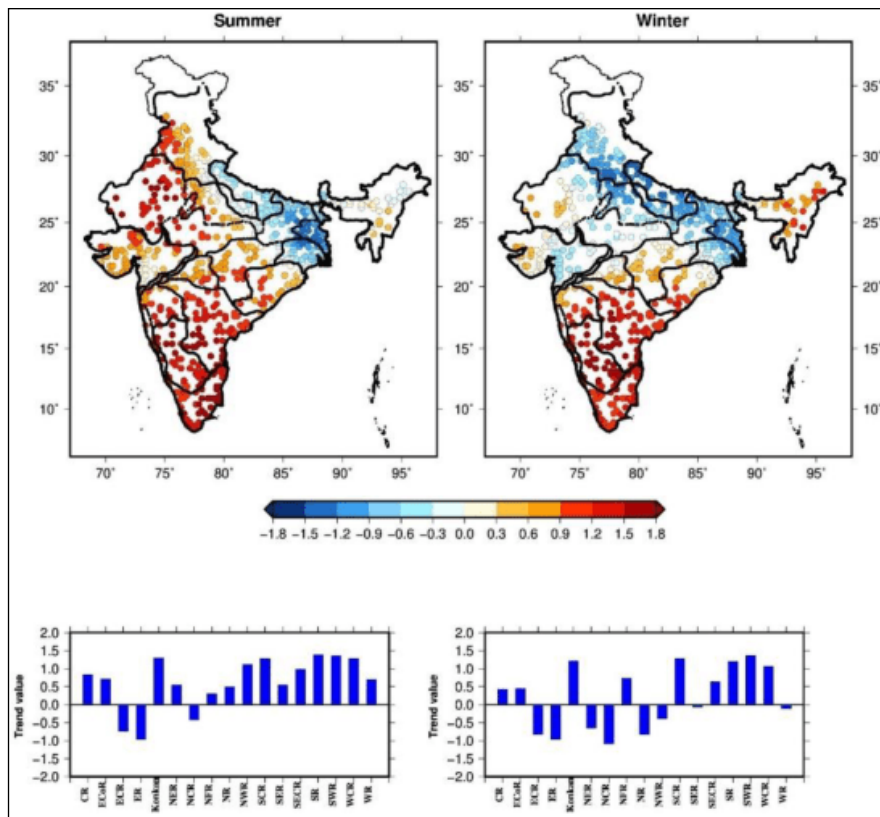 Summer Winter
35° 35°
30° 30°
25° 25°
20° 20°
15° 15°
10° 10°
70° 75° 80° 85° 90° 95° 70° 75° 80° 85° 90° 95°
−1.8 −1.5 −1.2 −0.9 −0.6 −0.3 0.0 0.3 0.6 0.9 1.2 1.5 1.8
2.0 2.0
1.5 1.5
1.0 1.0
0.5 0.5
0.0 0.0
−0.5 −0.5
−1.0 −1.0
−1.5 −1.5
−2.0 −2.0
Trend value Trend value
CR ECoR ECR ER Konkan NER NCR NFR NR NWR SCR SER SECR SR SWR WCR WR
CR ECoR ECR ER Konkan NER NCR NFR NR NWR SCR SER SECR SR SWR WCR WR